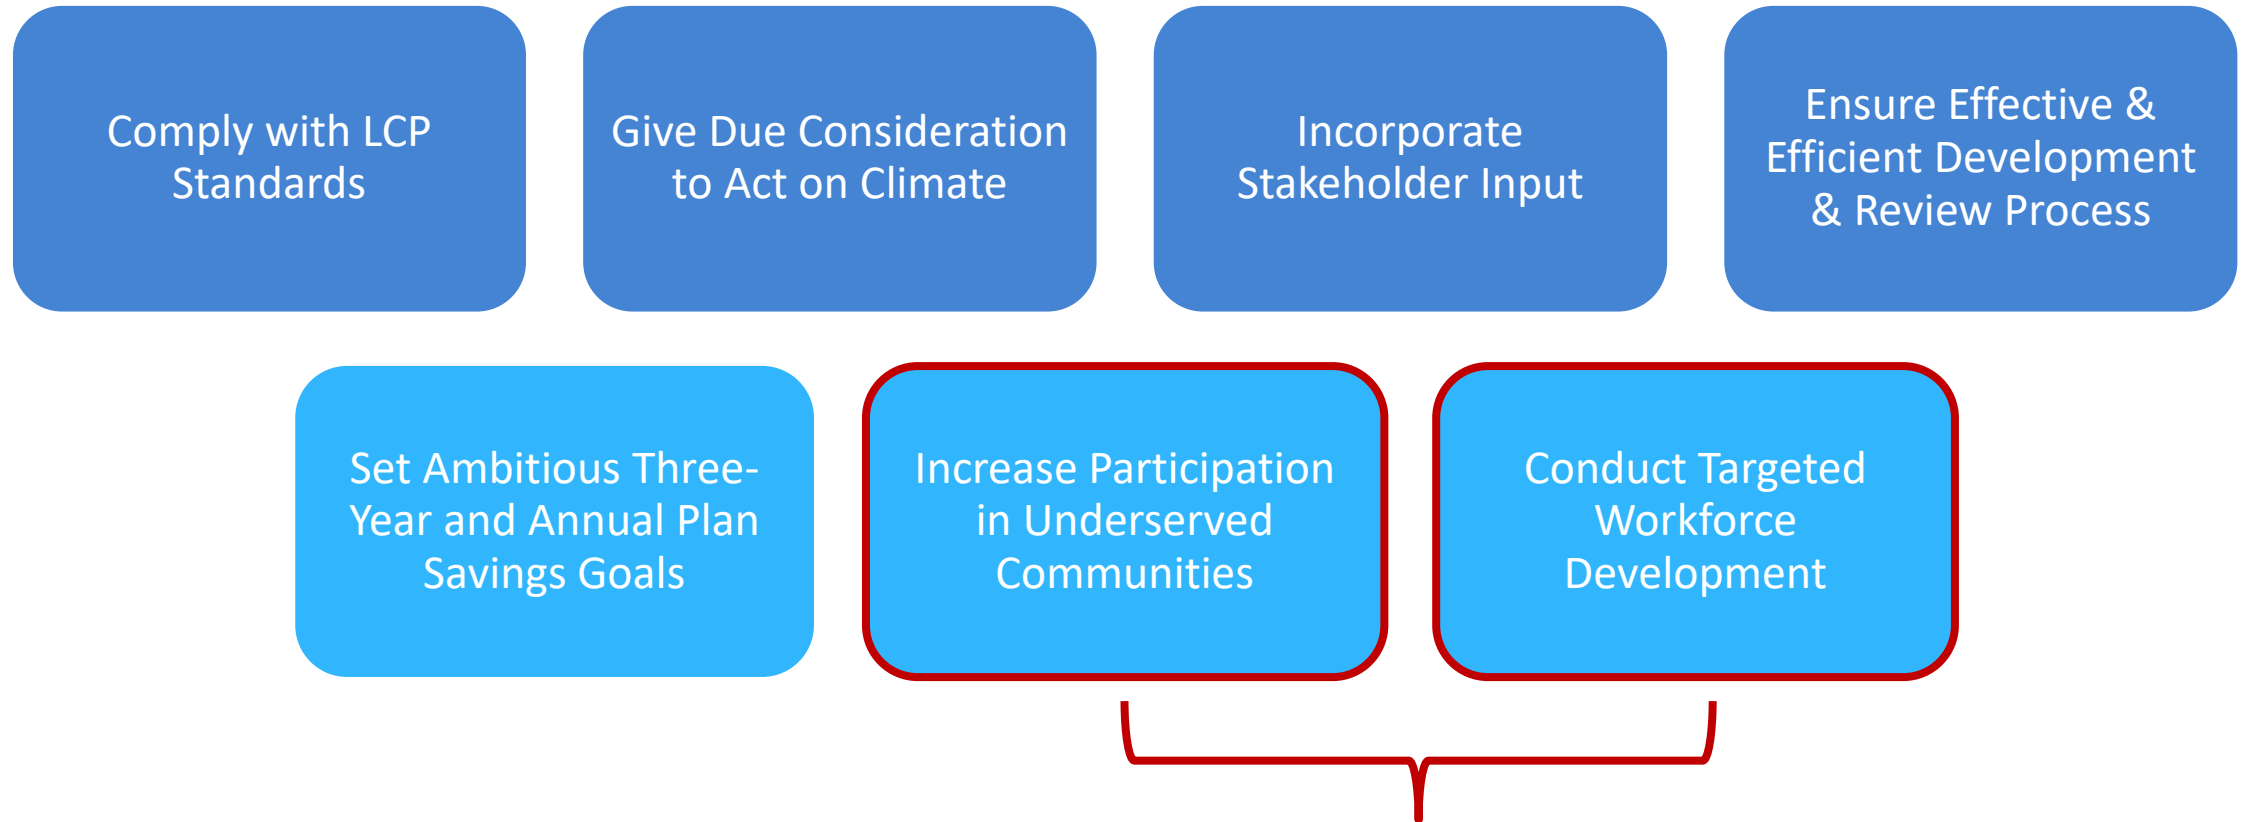 Comply with LCP
Standards
Give Due Consideration
to Act on Climate
Incorporate
Stakeholder Input
Ensure Effective &
Efficient Development
& Review Process
Set Ambitious Three-
Year and Annual Plan
Savings Goals
Increase Participation
in Underserved
Communities
Conduct Targeted
Workforce
Development